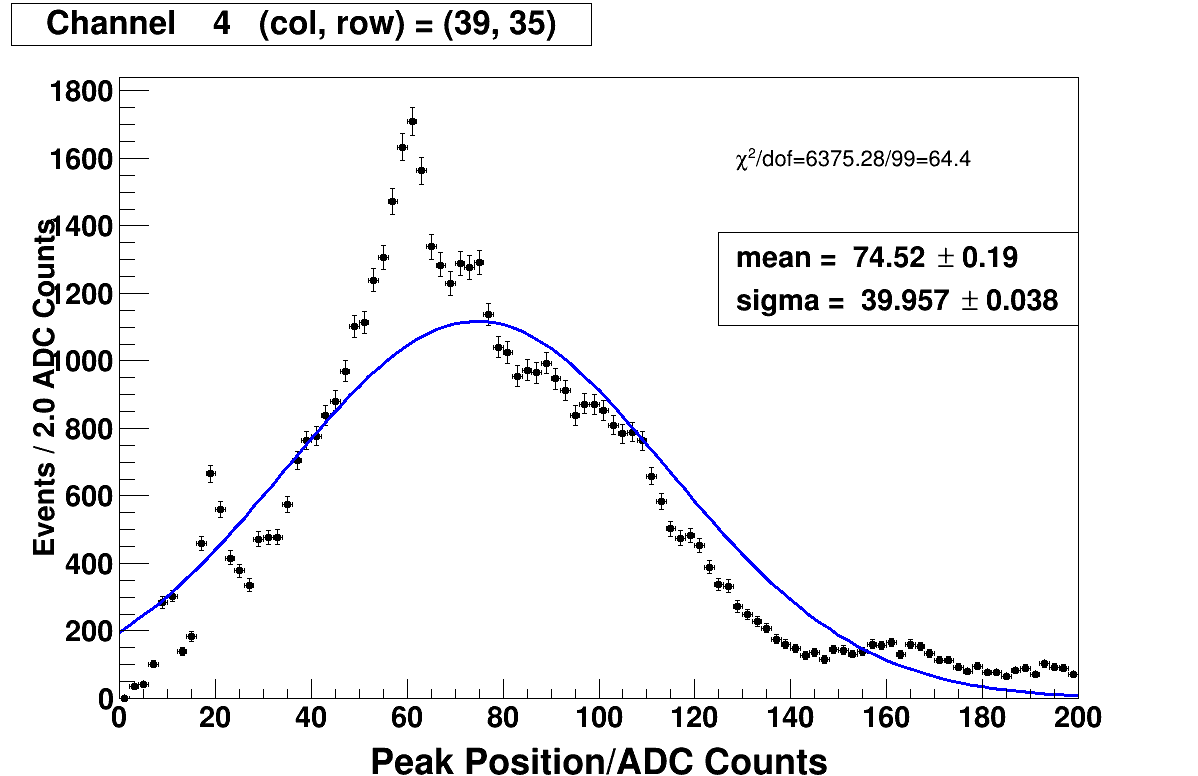 Channel 4 (col, row) = (39, 35)
1800
1600
1400
1200
1000
800
600
400
200
0
Events / 2.0 ADC Counts
χ²/dof=6375.28/99=64.4
mean = 74.52 ± 0.19
sigma = 39.957 ± 0.038
0 20 40 60 80 100 120 140 160 180 200
Peak Position/ADC Counts